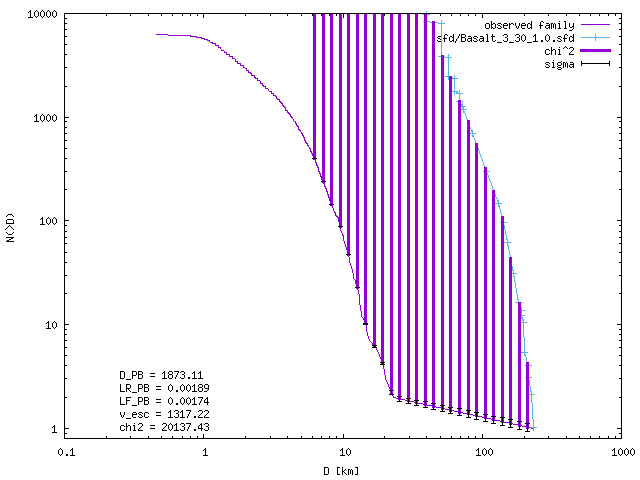 10000
1000
100
10
1
N(>D)
observed family
sfd/Basalt_3_30_1.0.sfd
chi^2
sigma
D_PB = 1873.11
LR_PB = 0.00189
LF_PB = 0.00174
v_esc = 1317.22
chi2 = 20137.43
0.1 1 10 100 1000
D [km]